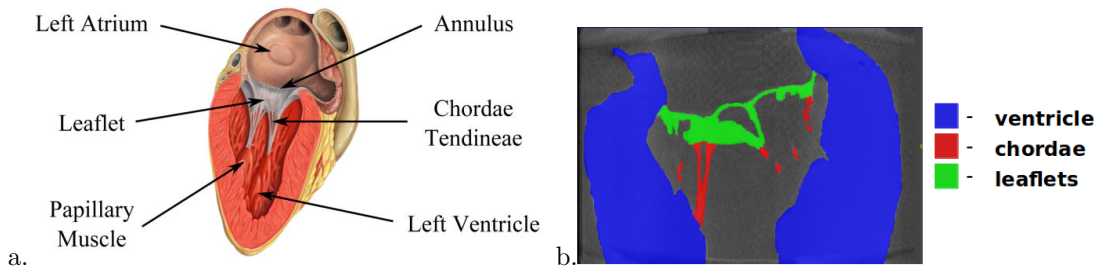 Left Atrium
Annulus
Leaflet
Chordae
Tendineae
Papillary
Muscle
Left Ventricle
a.
b.
- ventricle
- chordae
- leaflets